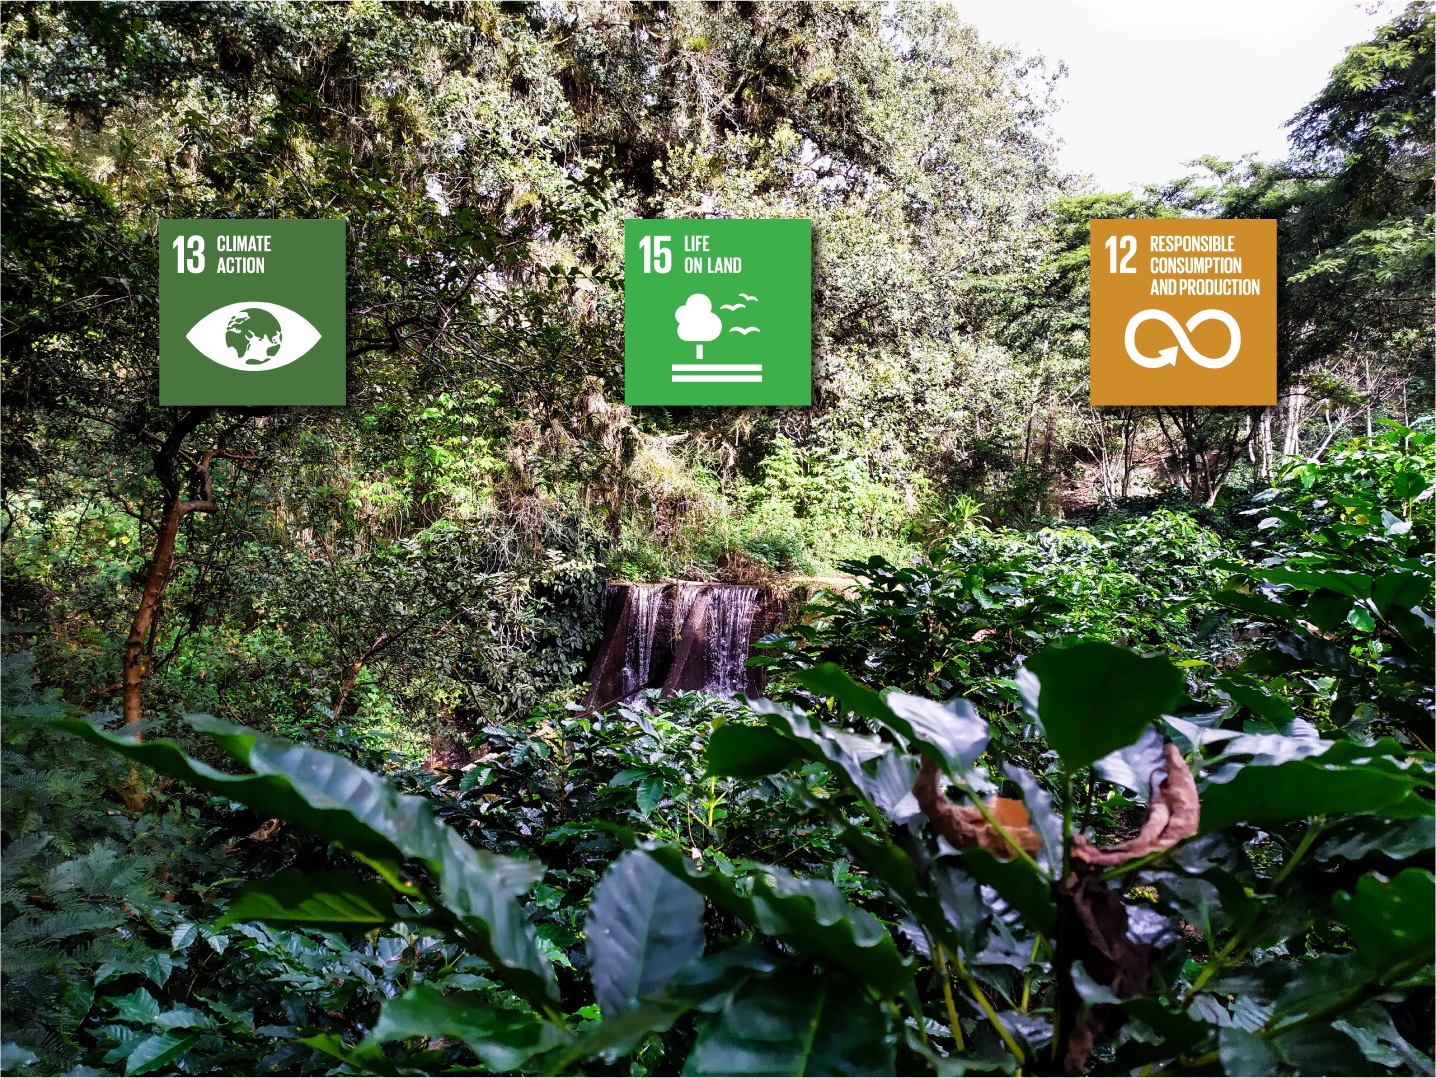 13 CLIMATE
ACTION
15 LIFE
ON LAND
12 RESPONSIBLE
CONSUMPTION
AND PRODUCTION